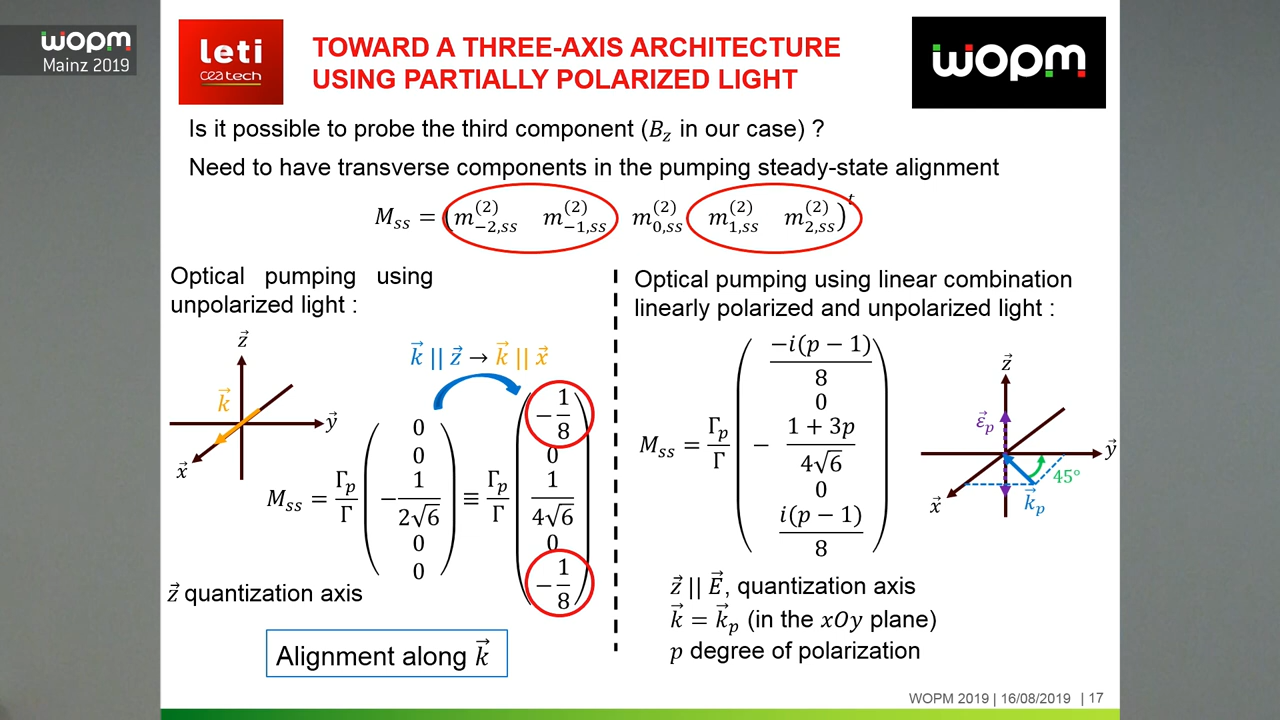 wopm
Mainz 2019
leti
ceatech
TOWARD A THREE-AXIS ARCHITECTURE
USING PARTIALLY POLARIZED LIGHT
wopm
Is it possible to probe the third component (B_z in our case) ?
Need to have transverse components in the pumping steady-state alignment
M_ss = (m^(2)_−2,ss m^(2)_−1,ss m^(2)_0,ss m^(2)_1,ss m^(2)_2,ss)^t
Optical pumping using
unpolarized light :
z⃗
k⃗
y⃗
x⃗
k⃗ || z⃗ → k⃗ || x⃗
M_ss = Γ_p/Γ (0 0 −1/2√6 0 0) ≡ Γ_p/Γ (−1/8 0 1/4√6 0 −1/8)
z⃗ quantization axis
Alignment along k⃗
Optical pumping using linear combination
linearly polarized and unpolarized light :
M_ss = Γ_p/Γ (−i(p − 1)/8 0 −(1 + 3p)/4√6 0 i(p − 1)/8)
z⃗
ε⃗_p
y⃗
45°
x⃗
k⃗_p
z⃗ || E⃗, quantization axis
k⃗ = k⃗_p (in the xOy plane)
p degree of polarization
WOPM 2019 | 16/08/2019 | 17